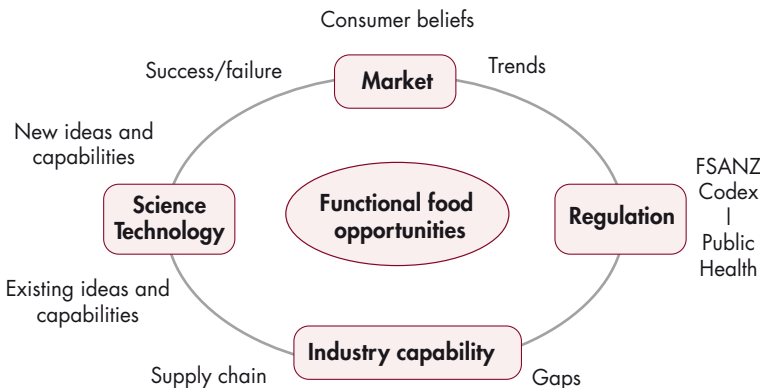 Consumer beliefs
Success/failure
Market
Trends
New ideas and
capabilities
FSANZ
Codex
|
Public
Health
Science
Technology
Functional food
opportunities
Regulation
Existing ideas and
capabilities
Industry capability
Supply chain
Gaps